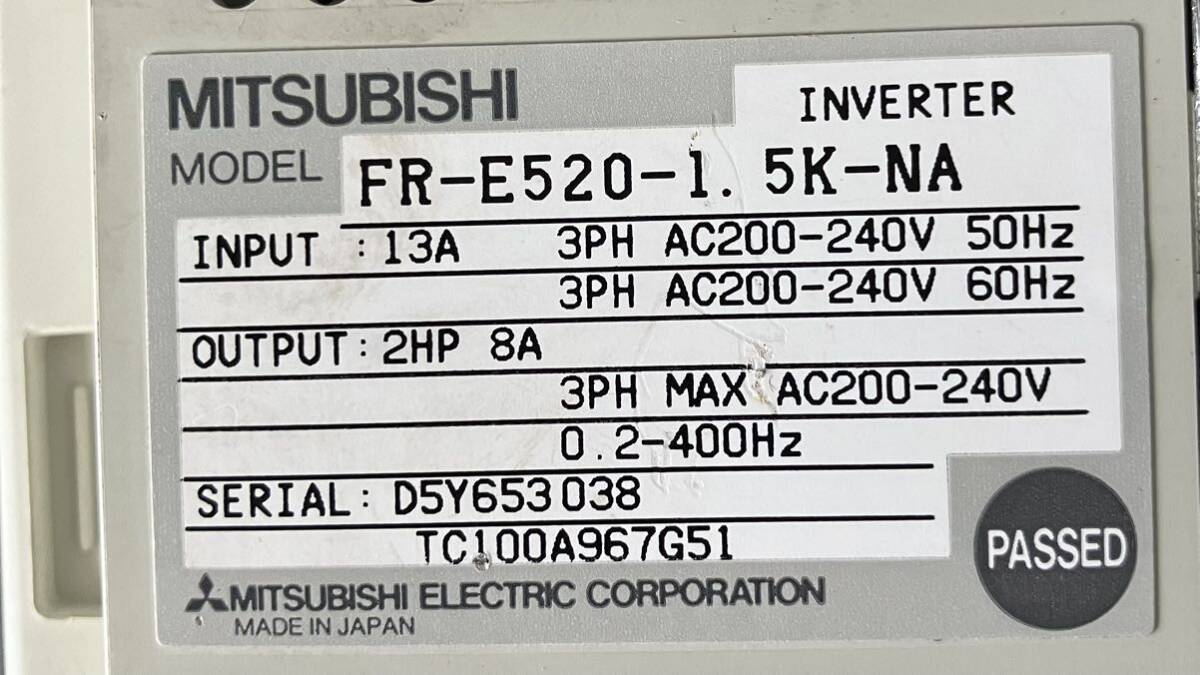 MITSUBISHI
INVERTER
MODEL FR-E520-1.5K-NA
INPUT : 13A 3PH AC200-240V 50Hz
3PH AC200-240V 60Hz
OUTPUT : 2HP 8A
3PH MAX AC200-240V
0.2-400Hz
SERIAL : D5Y653038
TC100A967G51
PASSED
MITSUBISHI ELECTRIC CORPORATION
MADE IN JAPAN